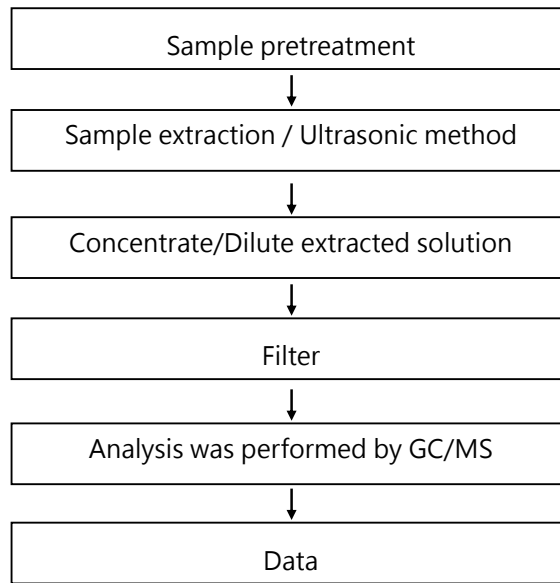 Sample pretreatment
Sample extraction / Ultrasonic method
Concentrate/Dilute extracted solution
Filter
Analysis was performed by GC/MS
Data